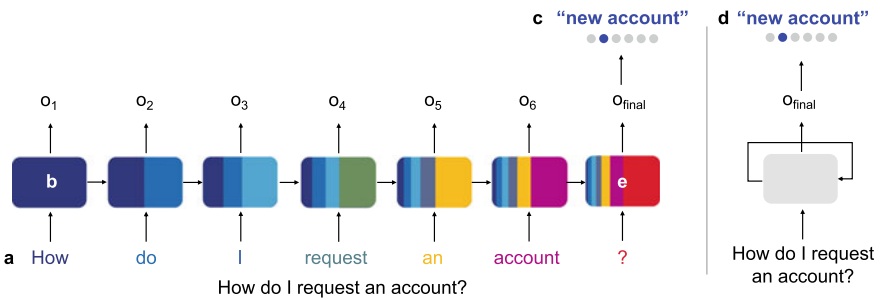 c “new account”
d “new account”
o1 o2 o3 o4 o5 o6 ofinal
ofinal
b
e
a How do I request an account ?
How do I request an account?
How do I request
an account?